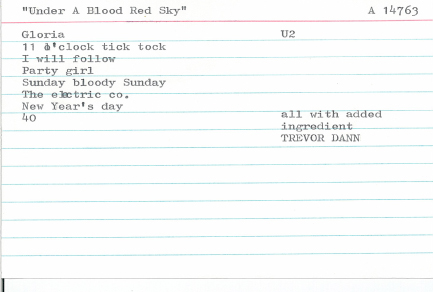 "Under A Blood Red Sky" A 14763
Gloria U2
11 o'clock tick tock
I will follow
Party girl
Sunday bloody Sunday
The electric co.
New Year's day
40 all with added
ingredient
TREVOR DANN